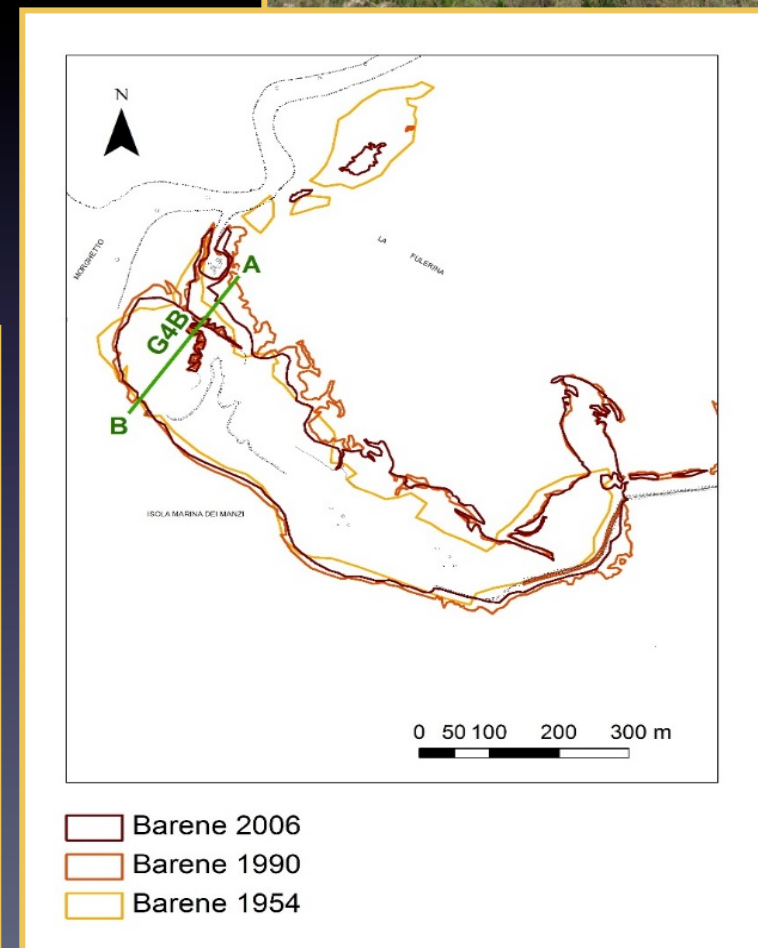 N
MORGHETTO
LA FULERINA
A
G4B
B
ISOLA MARINA DEI MANZI
0 50 100 200 300 m
Barene 2006
Barene 1990
Barene 1954